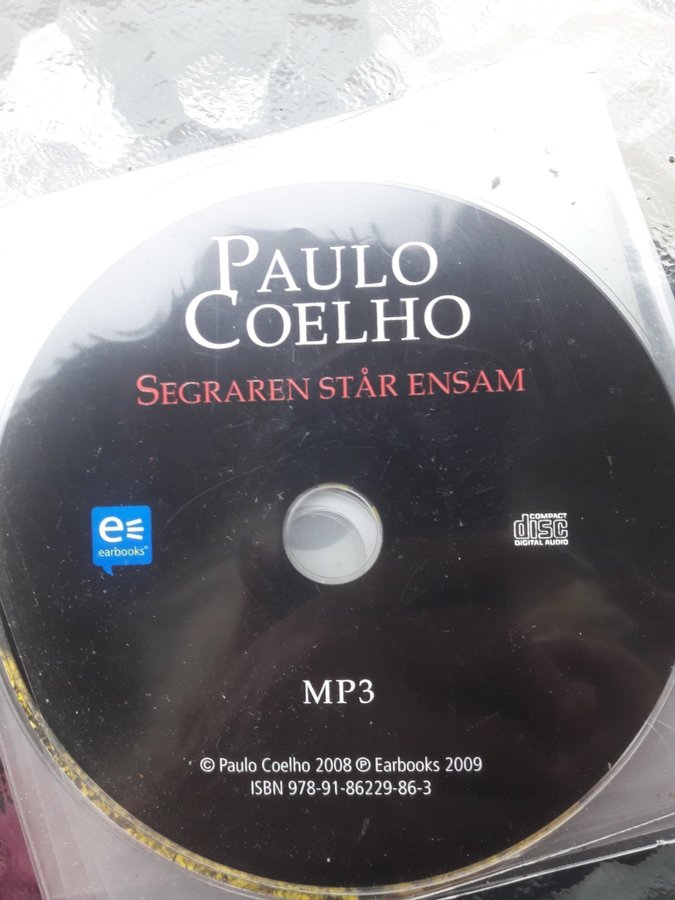 PAULO
COELHO
SEGRAREN STÅR ENSAM
e
earbooks™
COMPACT
disc
DIGITAL AUDIO
MP3
© Paulo Coelho 2008 ℗ Earbooks 2009
ISBN 978-91-86229-86-3